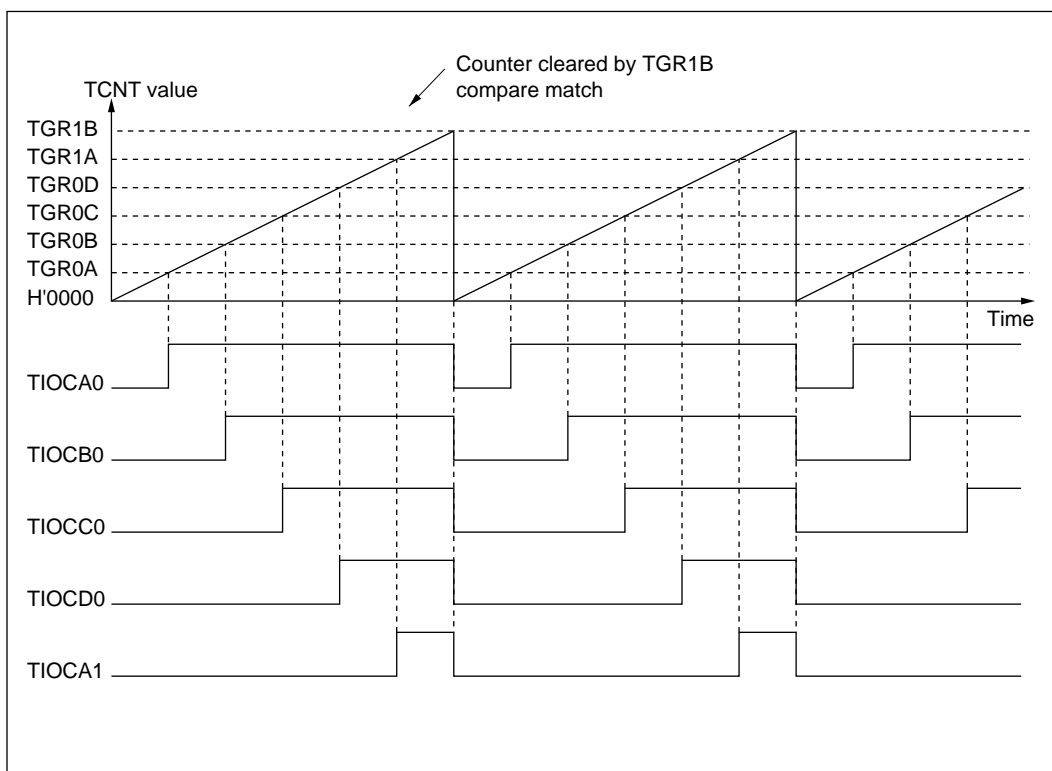 Counter cleared by TGR1B
compare match
TCNT value
TGR1B
TGR1A
TGR0D
TGR0C
TGR0B
TGR0A
H'0000
Time
TIOCA0
TIOCB0
TIOCC0
TIOCD0
TIOCA1